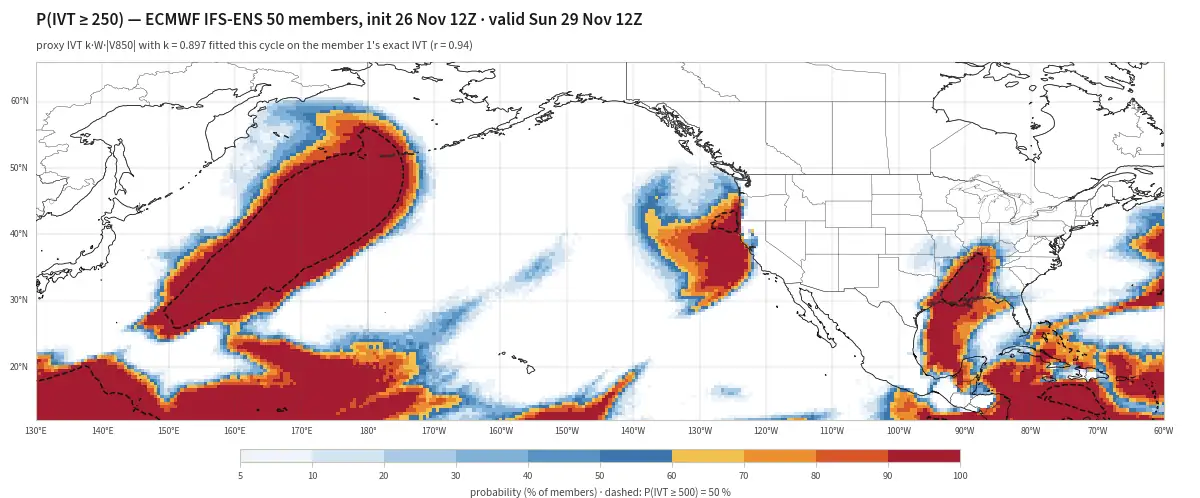 P(IVT ≥ 250) — ECMWF IFS-ENS 50 members, init 26 Nov 12Z · valid Sun 29 Nov 12Z
proxy IVT k·W·|V850| with k = 0.897 fitted this cycle on the member 1's exact IVT (r = 0.94)
60°N
50°N
40°N
30°N
20°N
130°E 140°E 150°E 160°E 170°E 180° 170°W 160°W 150°W 140°W 130°W 120°W 110°W 100°W 90°W 80°W 70°W 60°W
5 10 20 30 40 50 60 70 80 90 100
probability (% of members) · dashed: P(IVT ≥ 500) = 50 %